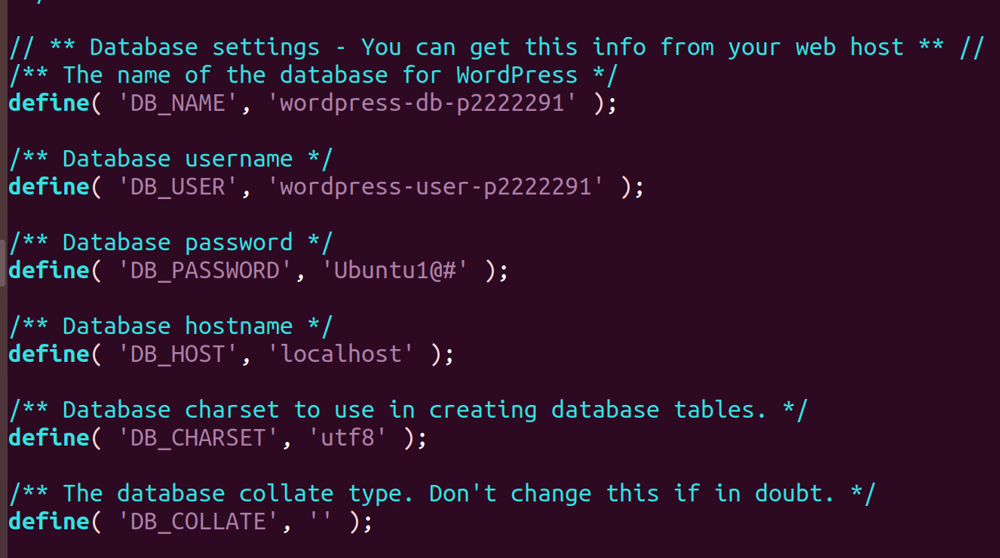 // ** Database settings - You can get this info from your web host ** //
/** The name of the database for WordPress */
define( 'DB_NAME', 'wordpress-db-p2222291' );
/** Database username */
define( 'DB_USER', 'wordpress-user-p2222291' );
/** Database password */
define( 'DB_PASSWORD', 'Ubuntu1@#' );
/** Database hostname */
define( 'DB_HOST', 'localhost' );
/** Database charset to use in creating database tables. */
define( 'DB_CHARSET', 'utf8' );
/** The database collate type. Don't change this if in doubt. */
define( 'DB_COLLATE', '' );